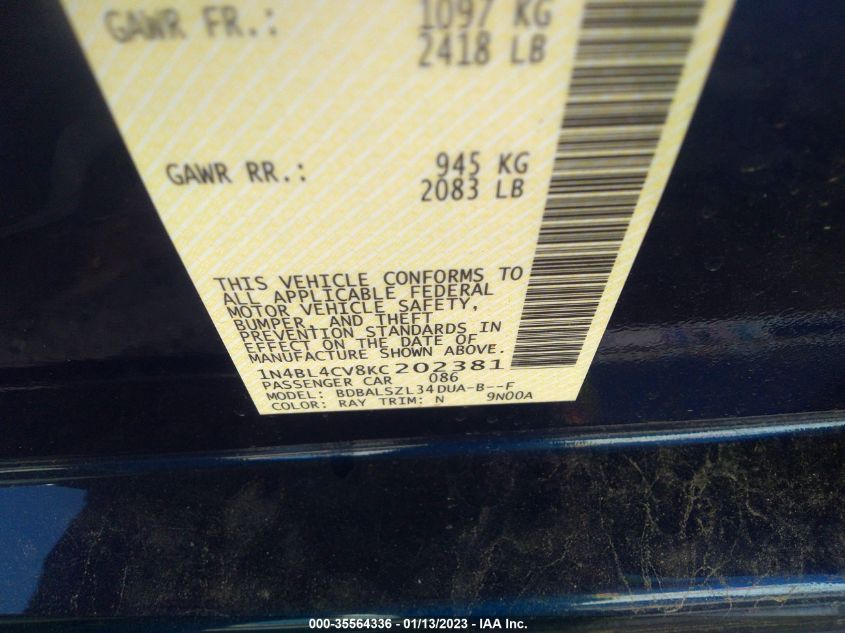 GAWR FR.: 1097 KG
2418 LB
GAWR RR.: 945 KG
2083 LB
THIS VEHICLE CONFORMS TO
ALL APPLICABLE FEDERAL
MOTOR VEHICLE SAFETY,
BUMPER, AND THEFT
PREVENTION STANDARDS IN
EFFECT ON THE DATE OF
MANUFACTURE SHOWN ABOVE.
1N4BL4CV8KC202381
PASSENGER CAR 086
MODEL: BDBALSZL34DUA-B--F
COLOR: RAY TRIM: N 9N00A
000-35564336 - 01/13/2023 - IAA Inc.